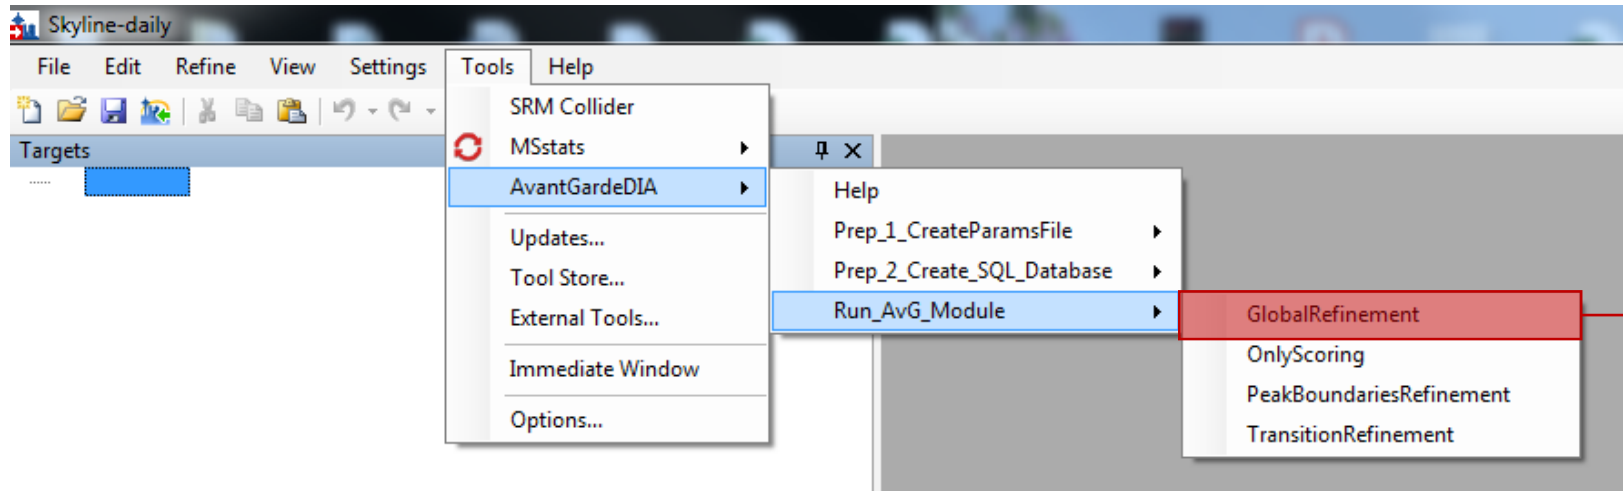 Skyline-daily
File Edit Refine View Settings Tools Help
Targets
SRM Collider
MSstats
AvantGardeDIA
Updates...
Tool Store...
External Tools...
Immediate Window
Options...
Help
Prep_1_CreateParamsFile
Prep_2_Create_SQL_Database
Run_AvG_Module
GlobalRefinement
OnlyScoring
PeakBoundariesRefinement
TransitionRefinement